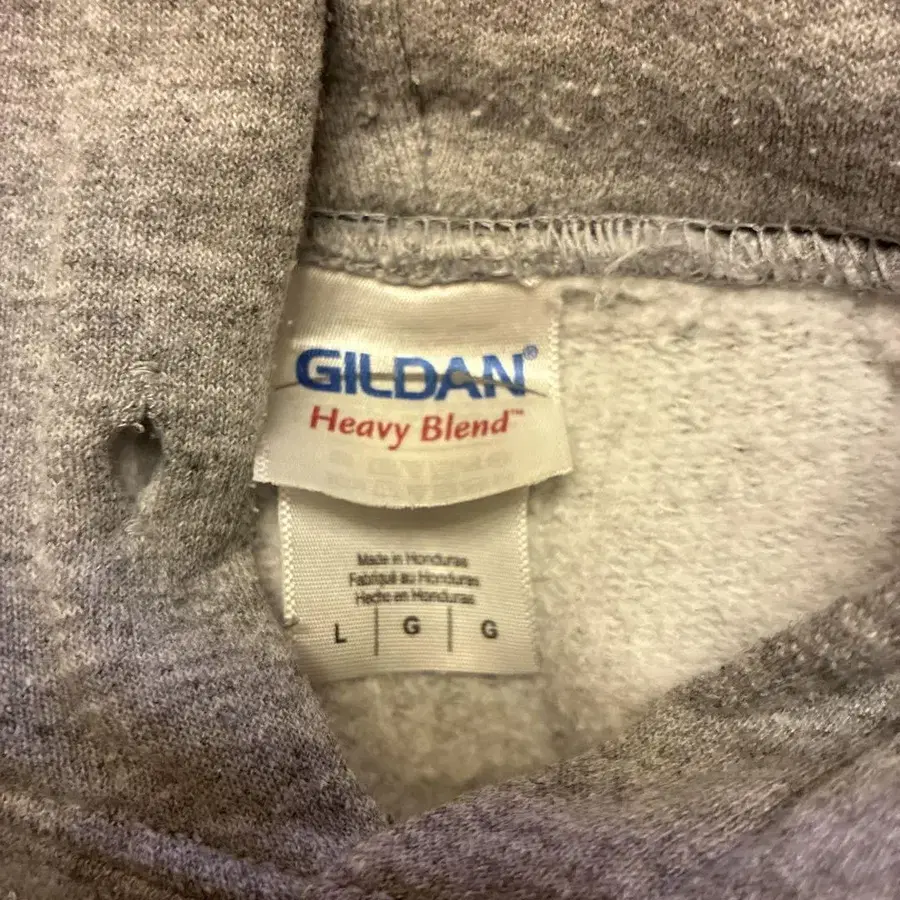 GILDAN®
Heavy Blend™
Made in Honduras
Fabriqué au Honduras
Hecho en Honduras
L | G | G